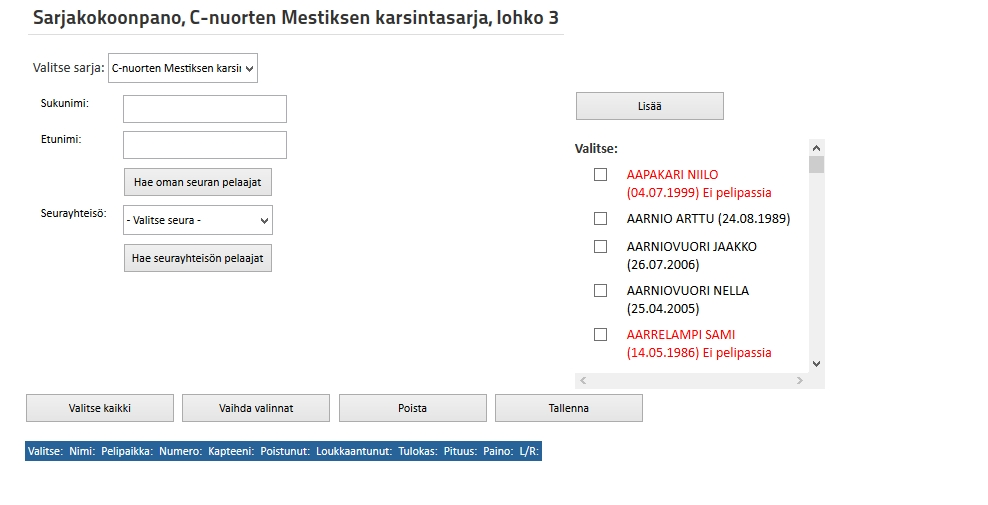 Sarjakokoonpano, C-nuorten Mestiksen karsintasarja, lohko 3
Valitse sarja: C-nuorten Mestiksen karsin
Sukunimi:
Etunimi:
Hae oman seuran pelaajat
Seurayhteisö: - Valitse seura -
Hae seurayhteisön pelaajat
Lisää
Valitse:
AAPAKARI NIILO
(04.07.1999) Ei pelipassia
AARNIO ARTTU (24.08.1989)
AARNIOVUORI JAAKKO
(26.07.2006)
AARNIOVUORI NELLA
(25.04.2005)
AARRELAMPI SAMI
(14.05.1986) Ei pelipassia
Valitse kaikki Vaihda valinnat Poista Tallenna
Valitse: Nimi: Pelipaikka: Numero: Kapteeni: Poistunut: Loukkaantunut: Tulokas: Pituus: Paino: L/R: